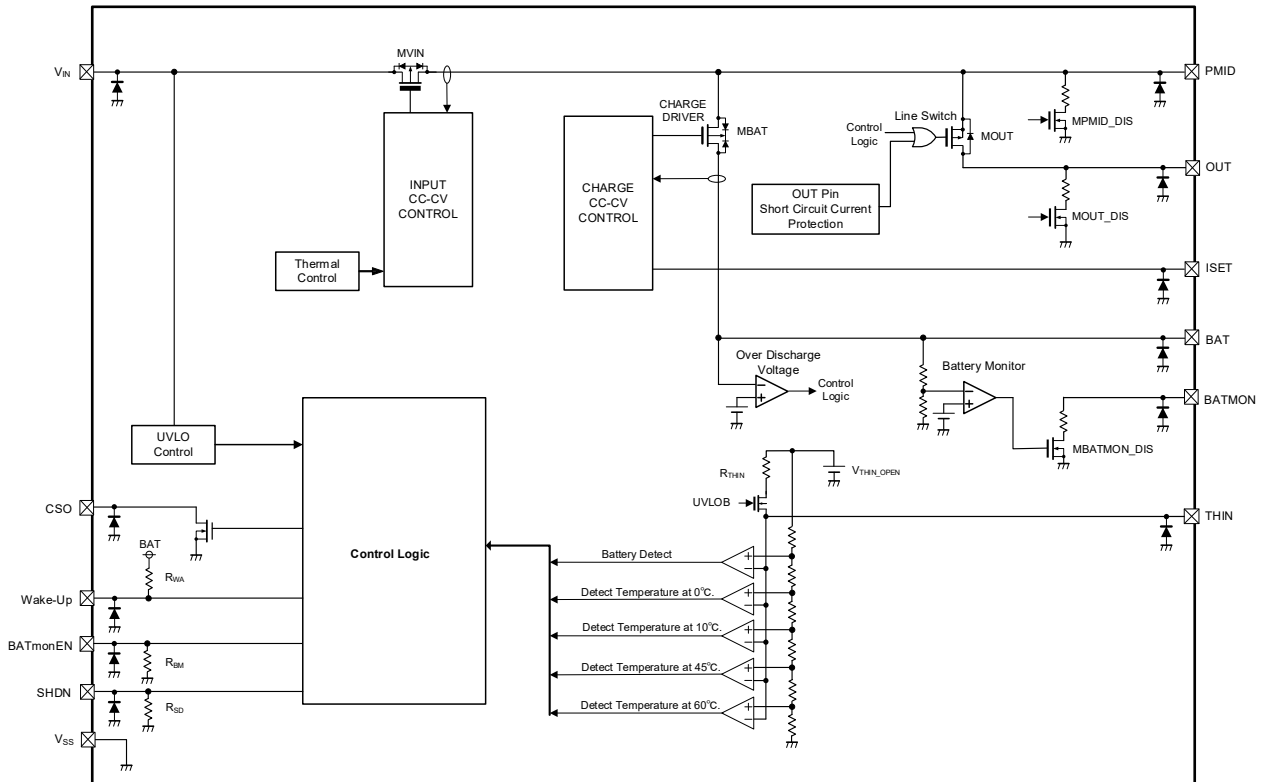 MVIN
VIN
PMID
CHARGE
DRIVER
MBAT
Line Switch
Control
Logic
MOUT
MPMID_DIS
INPUT
CC-CV
CONTROL
CHARGE
CC-CV
CONTROL
OUT
OUT Pin
Short Circuit Current
Protection
MOUT_DIS
Thermal
Control
ISET
BAT
Over Discharge
Voltage
Control
Logic
Battery Monitor
BATMON
MBATMON_DIS
UVLO
Control
RTHIN
VTHIN_OPEN
UVLOB
THIN
CSO
BAT
RWA
Control Logic
Battery Detect
Wake-Up
Detect Temperature at 0℃.
BATmonEN
RBM
Detect Temperature at 10℃.
SHDN
RSD
Detect Temperature at 45℃.
Detect Temperature at 60℃.
VSS